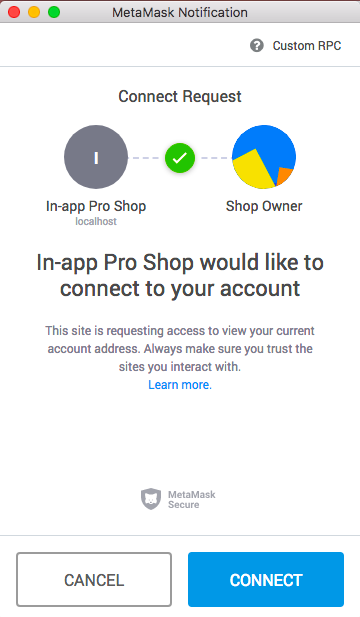 MetaMask Notification
? Custom RPC
Connect Request
I
In-app Pro Shop
localhost
Shop Owner
In-app Pro Shop would like to
connect to your account
This site is requesting access to view your current
account address. Always make sure you trust the
sites you interact with.
Learn more.
MetaMask
Secure
CANCEL
CONNECT